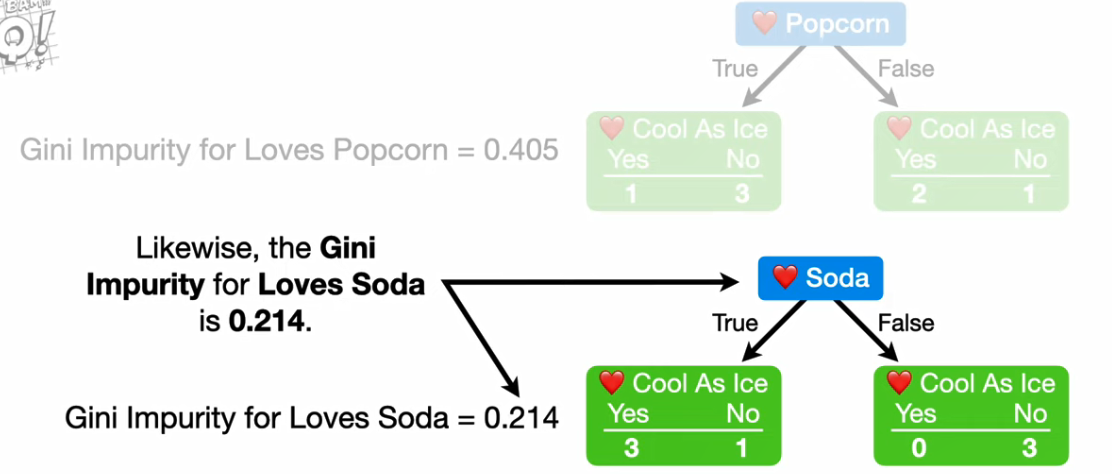 BAM!!!
❤️ Popcorn
True False
❤️ Cool As Ice ❤️ Cool As Ice
Gini Impurity for Loves Popcorn = 0.405
Yes No Yes No
1 3 2 1
Likewise, the Gini
Impurity for Loves Soda
is 0.214.
❤️ Soda
True False
❤️ Cool As Ice ❤️ Cool As Ice
Gini Impurity for Loves Soda = 0.214
Yes No Yes No
3 1 0 3